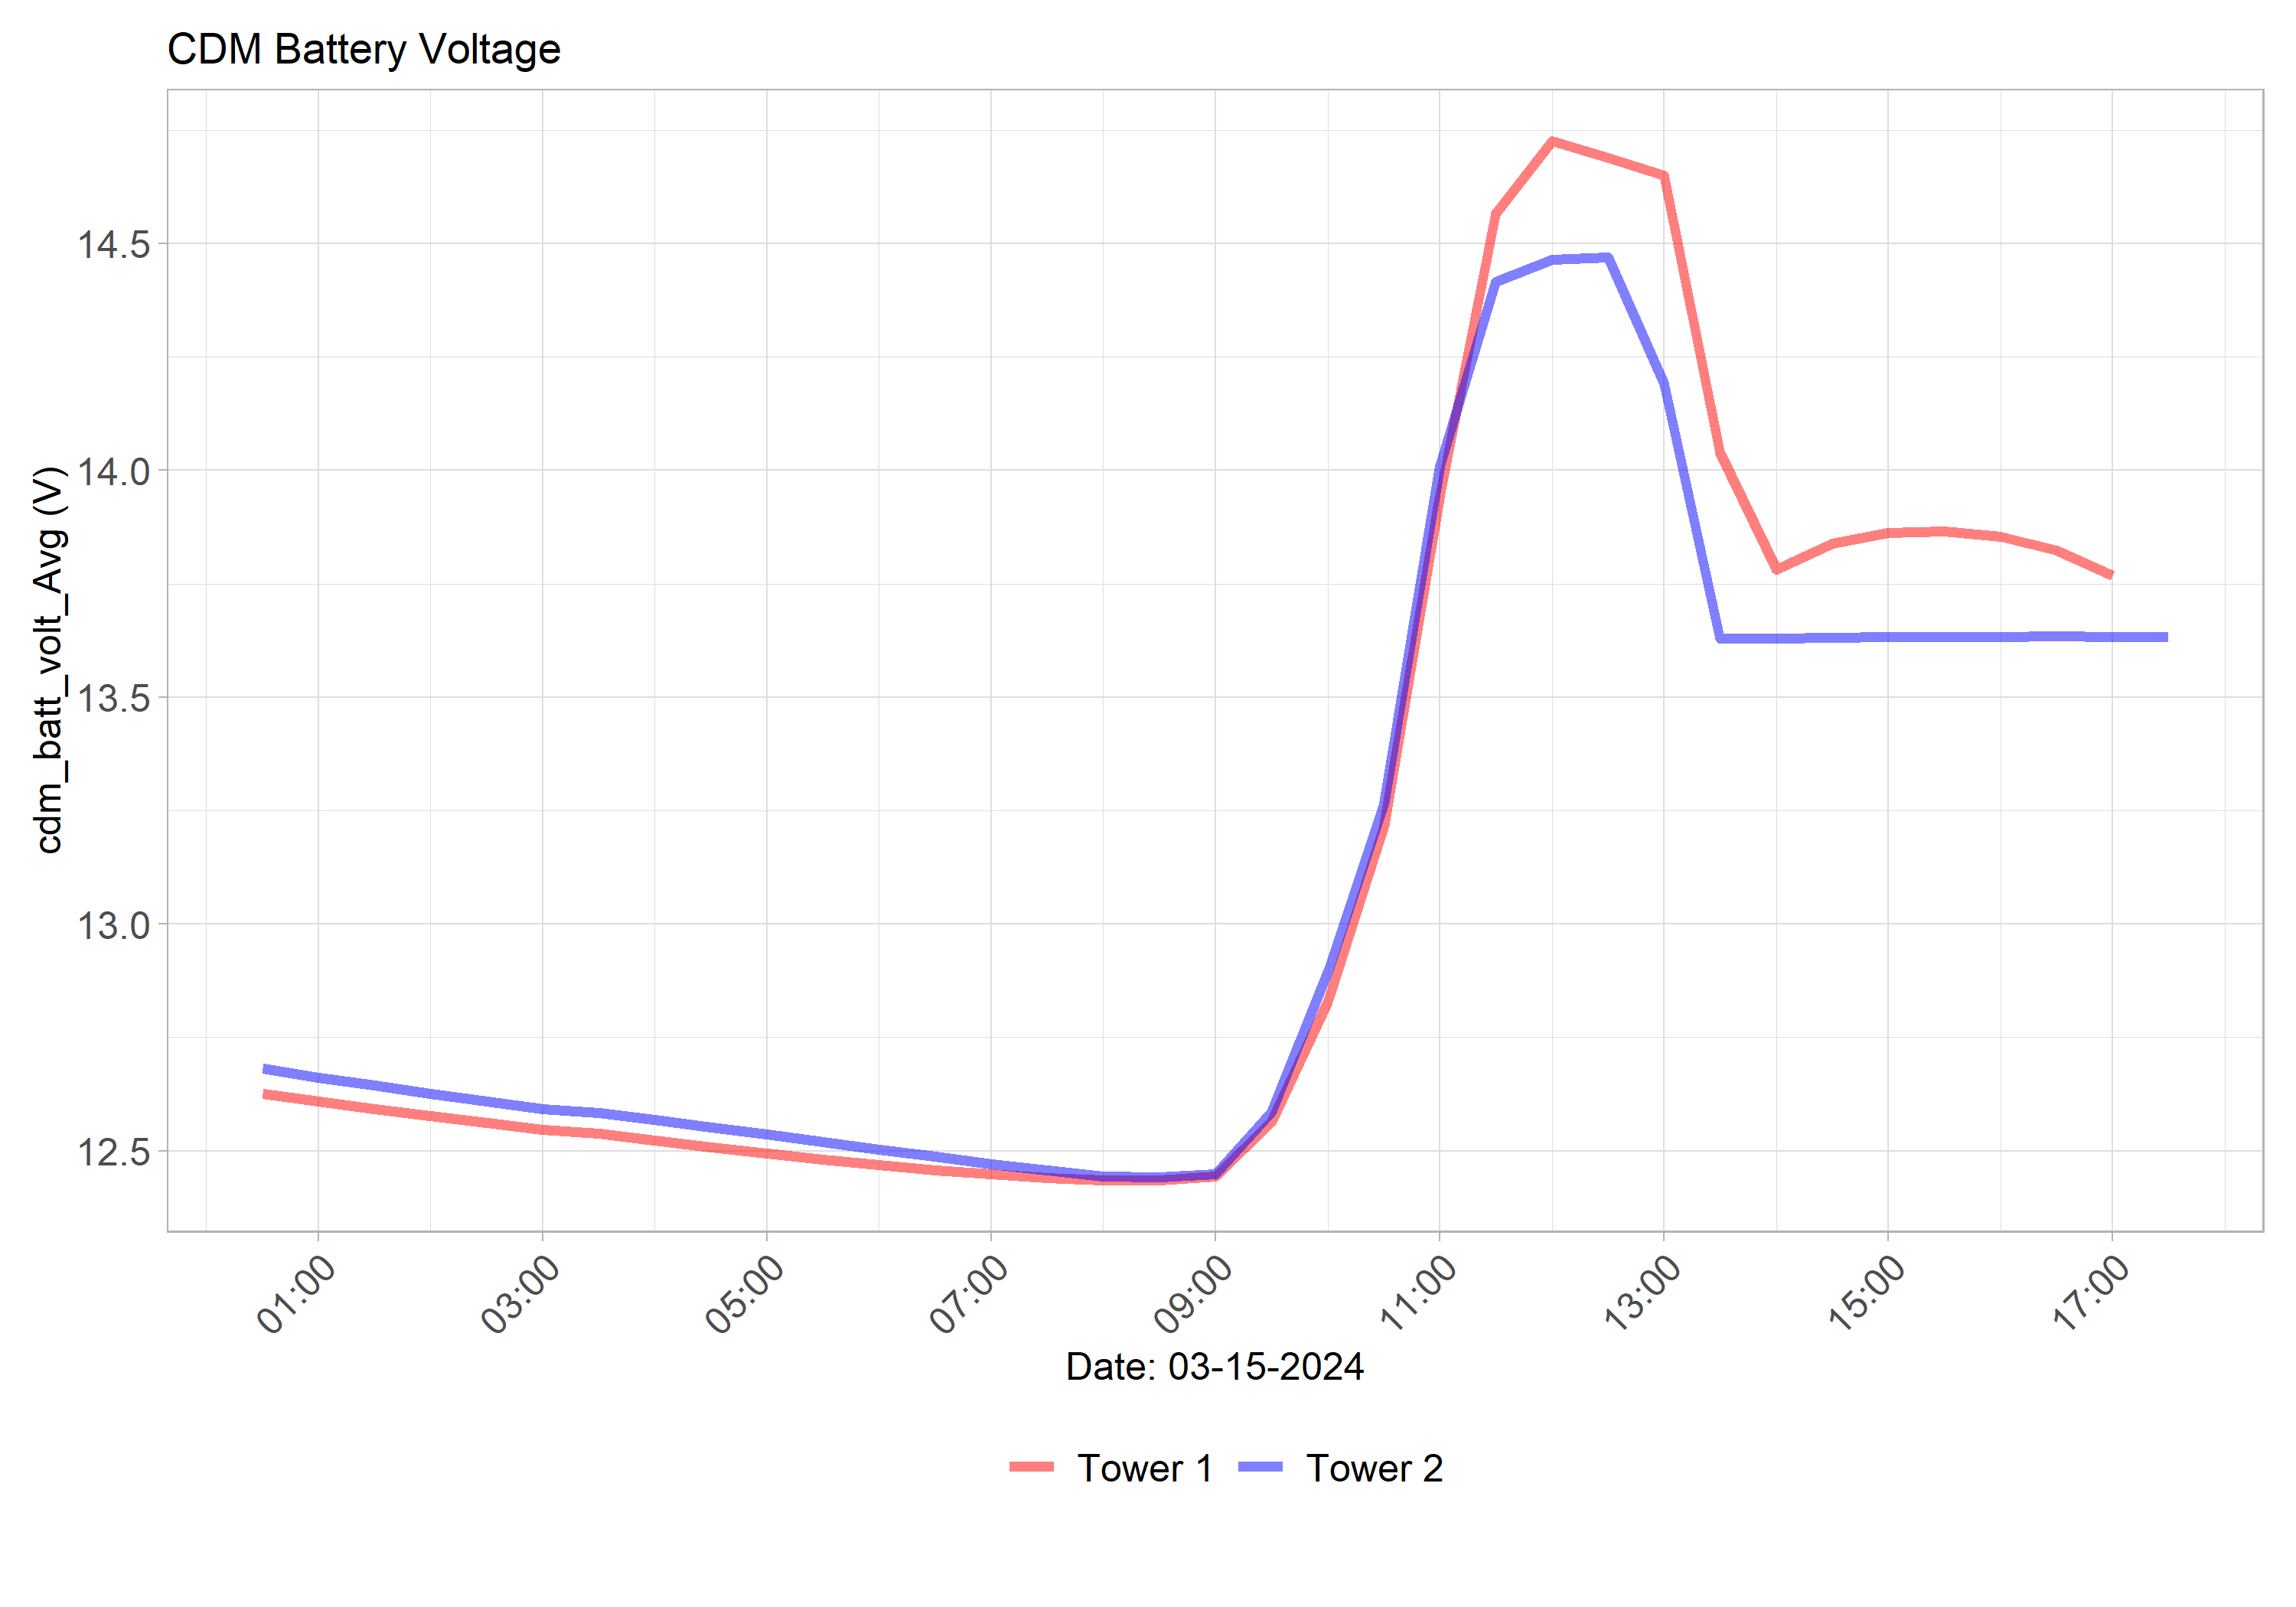 CDM Battery Voltage
cdm_batt_volt_Avg (V)
14.5
14.0
13.5
13.0
12.5
01:00 03:00 05:00 07:00 09:00 11:00 13:00 15:00 17:00
Date: 03-15-2024
Tower 1 Tower 2